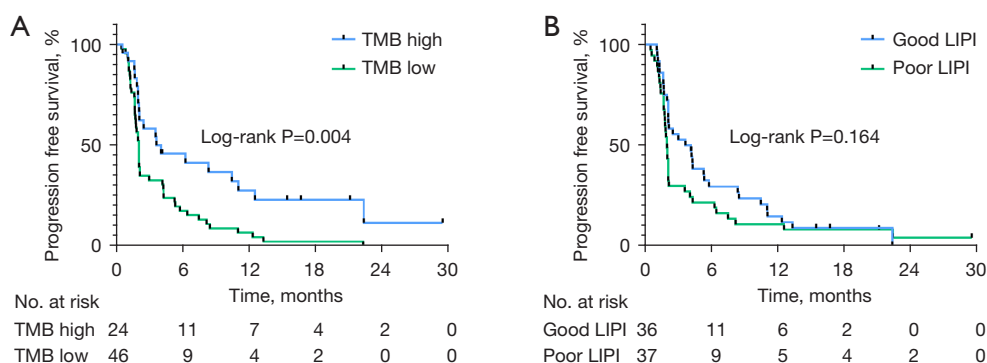 A
Progression free survival, %
100
50
0
TMB high
TMB low
Log-rank P=0.004
0 6 12 18 24 30
Time, months
No. at risk
TMB high 24 11 7 4 2 0
TMB low 46 9 4 2 0 0
B
Progression free survival, %
100
50
0
Good LIPI
Poor LIPI
Log-rank P=0.164
0 6 12 18 24 30
Time, months
No. at risk
Good LIPI 36 11 6 2 0 0
Poor LIPI 37 9 5 4 2 0